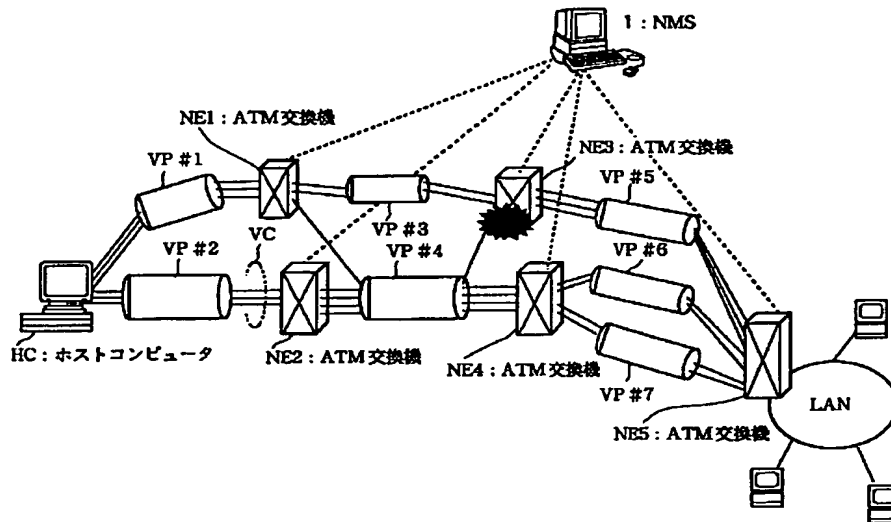 1：NMS
NE1：ATM交換機
VP #1
NE3：ATM交換機
VP #5
VP #3
VC
VP #2
VP #4
VP #6
HC：ホストコンピュータ
NE2：ATM交換機
NE4：ATM交換機
VP #7
LAN
NE5：ATM交換機